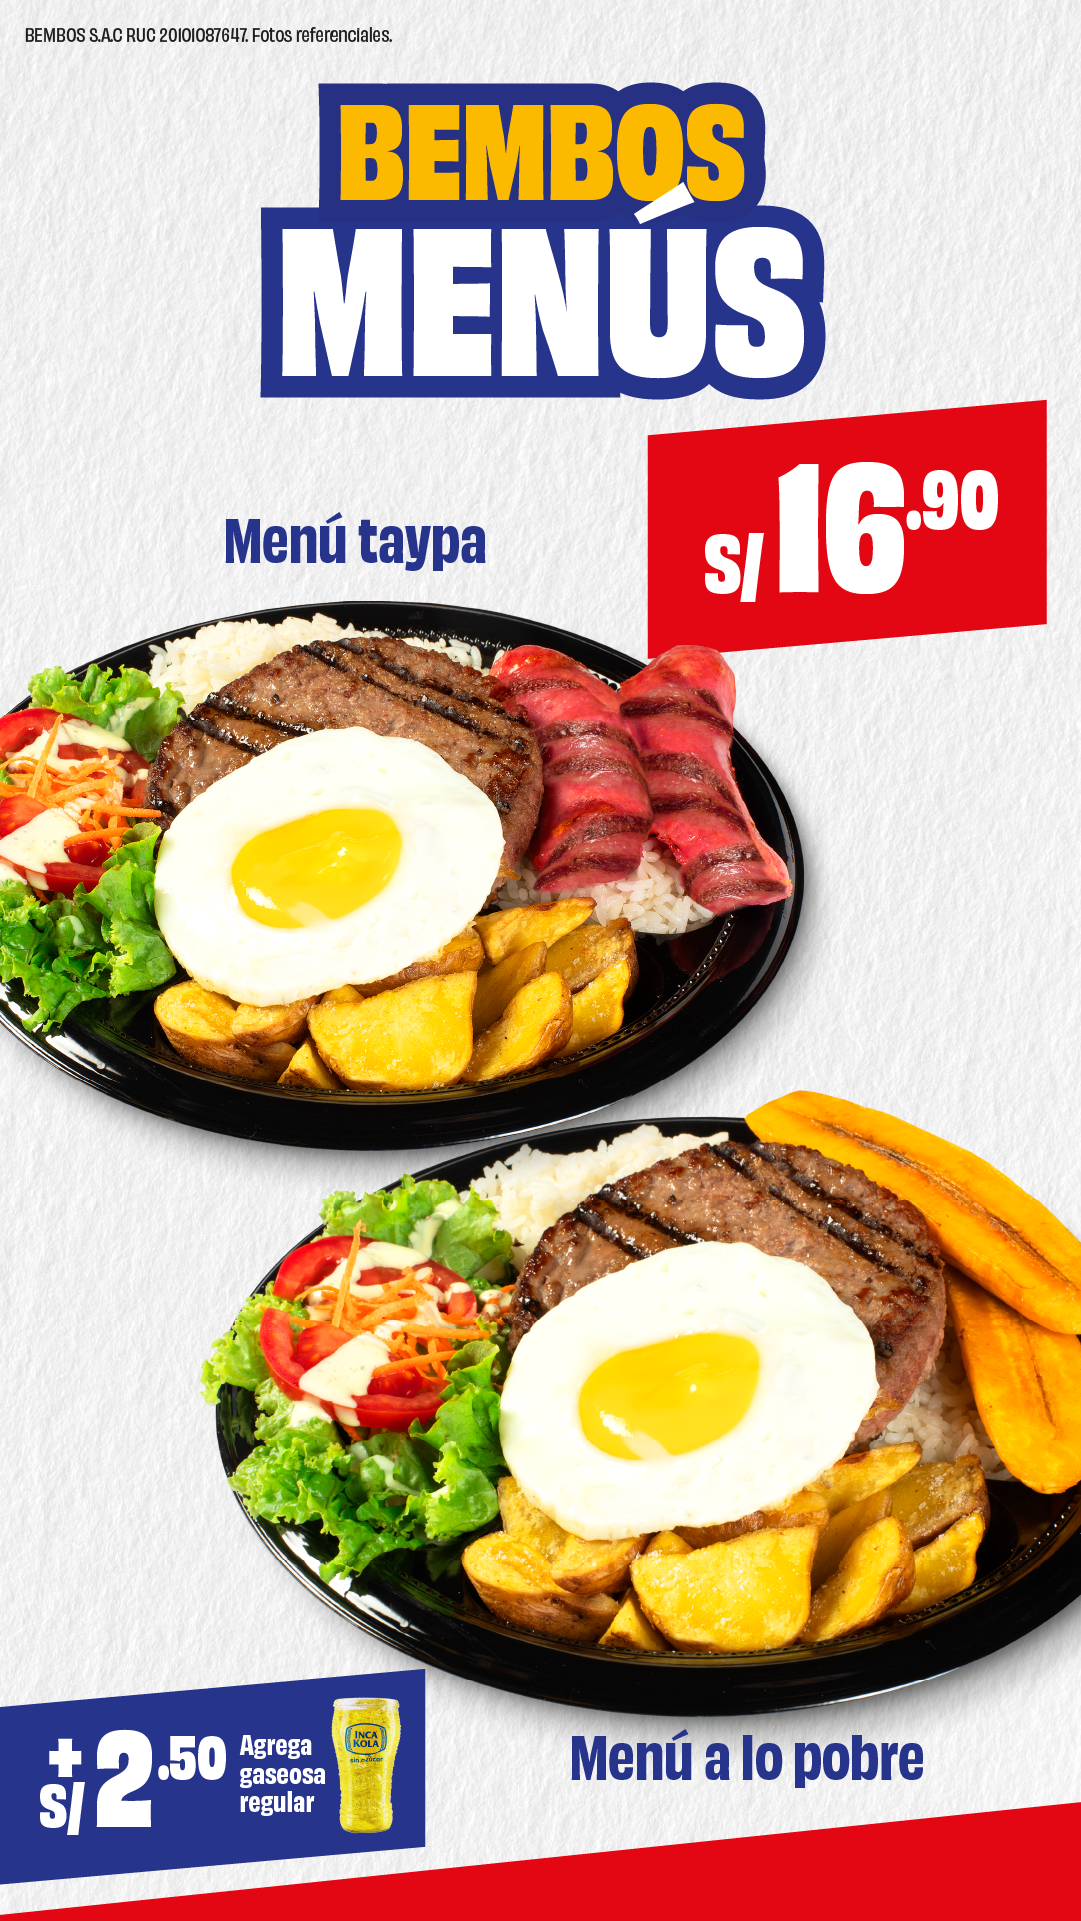 BEMBOS S.A.C RUC 20101087647. Fotos referenciales.
BEMBOS
MENÚS
S/16.90
Menú taypa
Menú a lo pobre
+
S/2.50
Agrega
gaseosa
regular
INCA
KOLA
sin azúcar